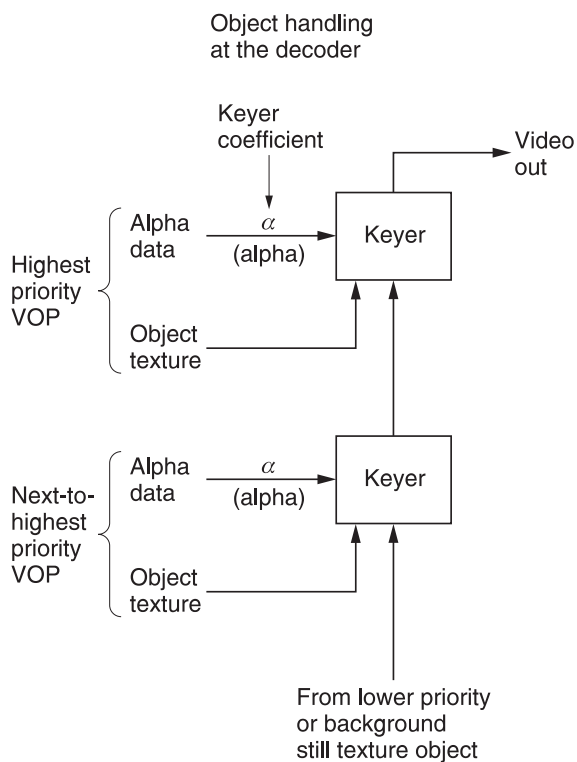 Object handling
at the decoder
Keyer
coefficient
Video
out
Highest
priority
VOP
Alpha
data
α
(alpha)
Keyer
Object
texture
Next-to-
highest
priority
VOP
Alpha
data
α
(alpha)
Keyer
Object
texture
From lower priority
or background
still texture object